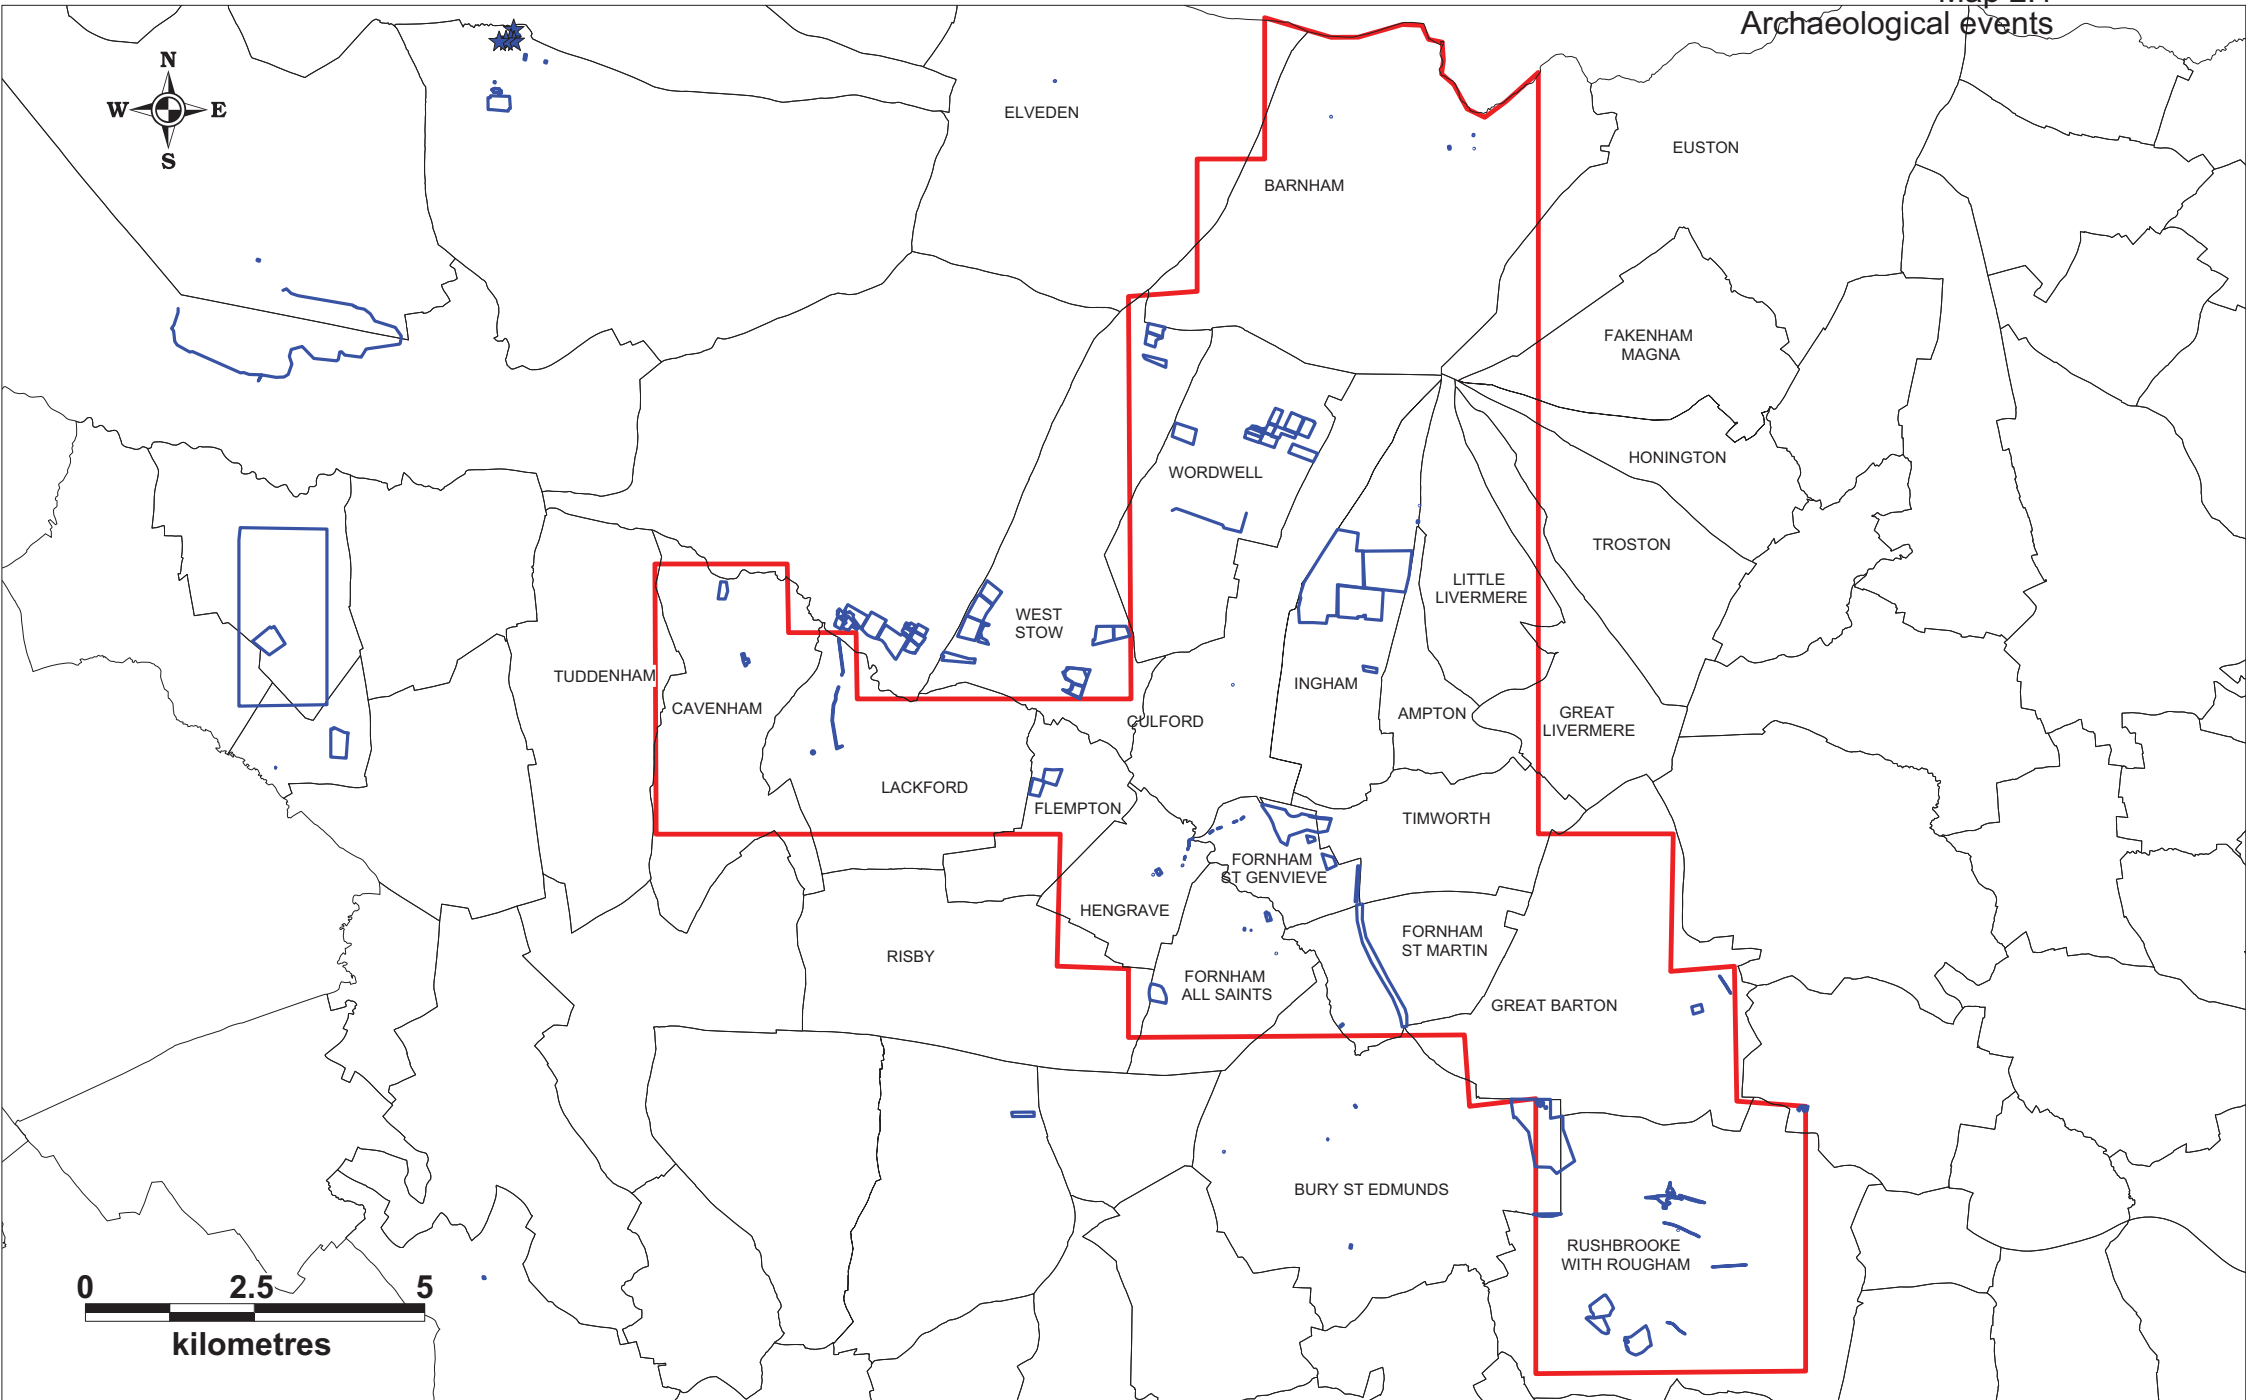 Archaeological events
N
W E
S
ELVEDEN
EUSTON
BARNHAM
FAKENHAM
MAGNA
HONINGTON
WORDWELL
TROSTON
LITTLE
LIVERMERE
WEST
STOW
TUDDENHAM
INGHAM
CAVENHAM
AMPTON
GREAT
LIVERMERE
CULFORD
LACKFORD
FLEMPTON
TIMWORTH
FORNHAM
ST GENVIEVE
HENGRAVE
FORNHAM
ST MARTIN
RISBY
FORNHAM
ALL SAINTS
GREAT BARTON
BURY ST EDMUNDS
RUSHBROOKE
WITH ROUGHAM
0 2.5 5
kilometres